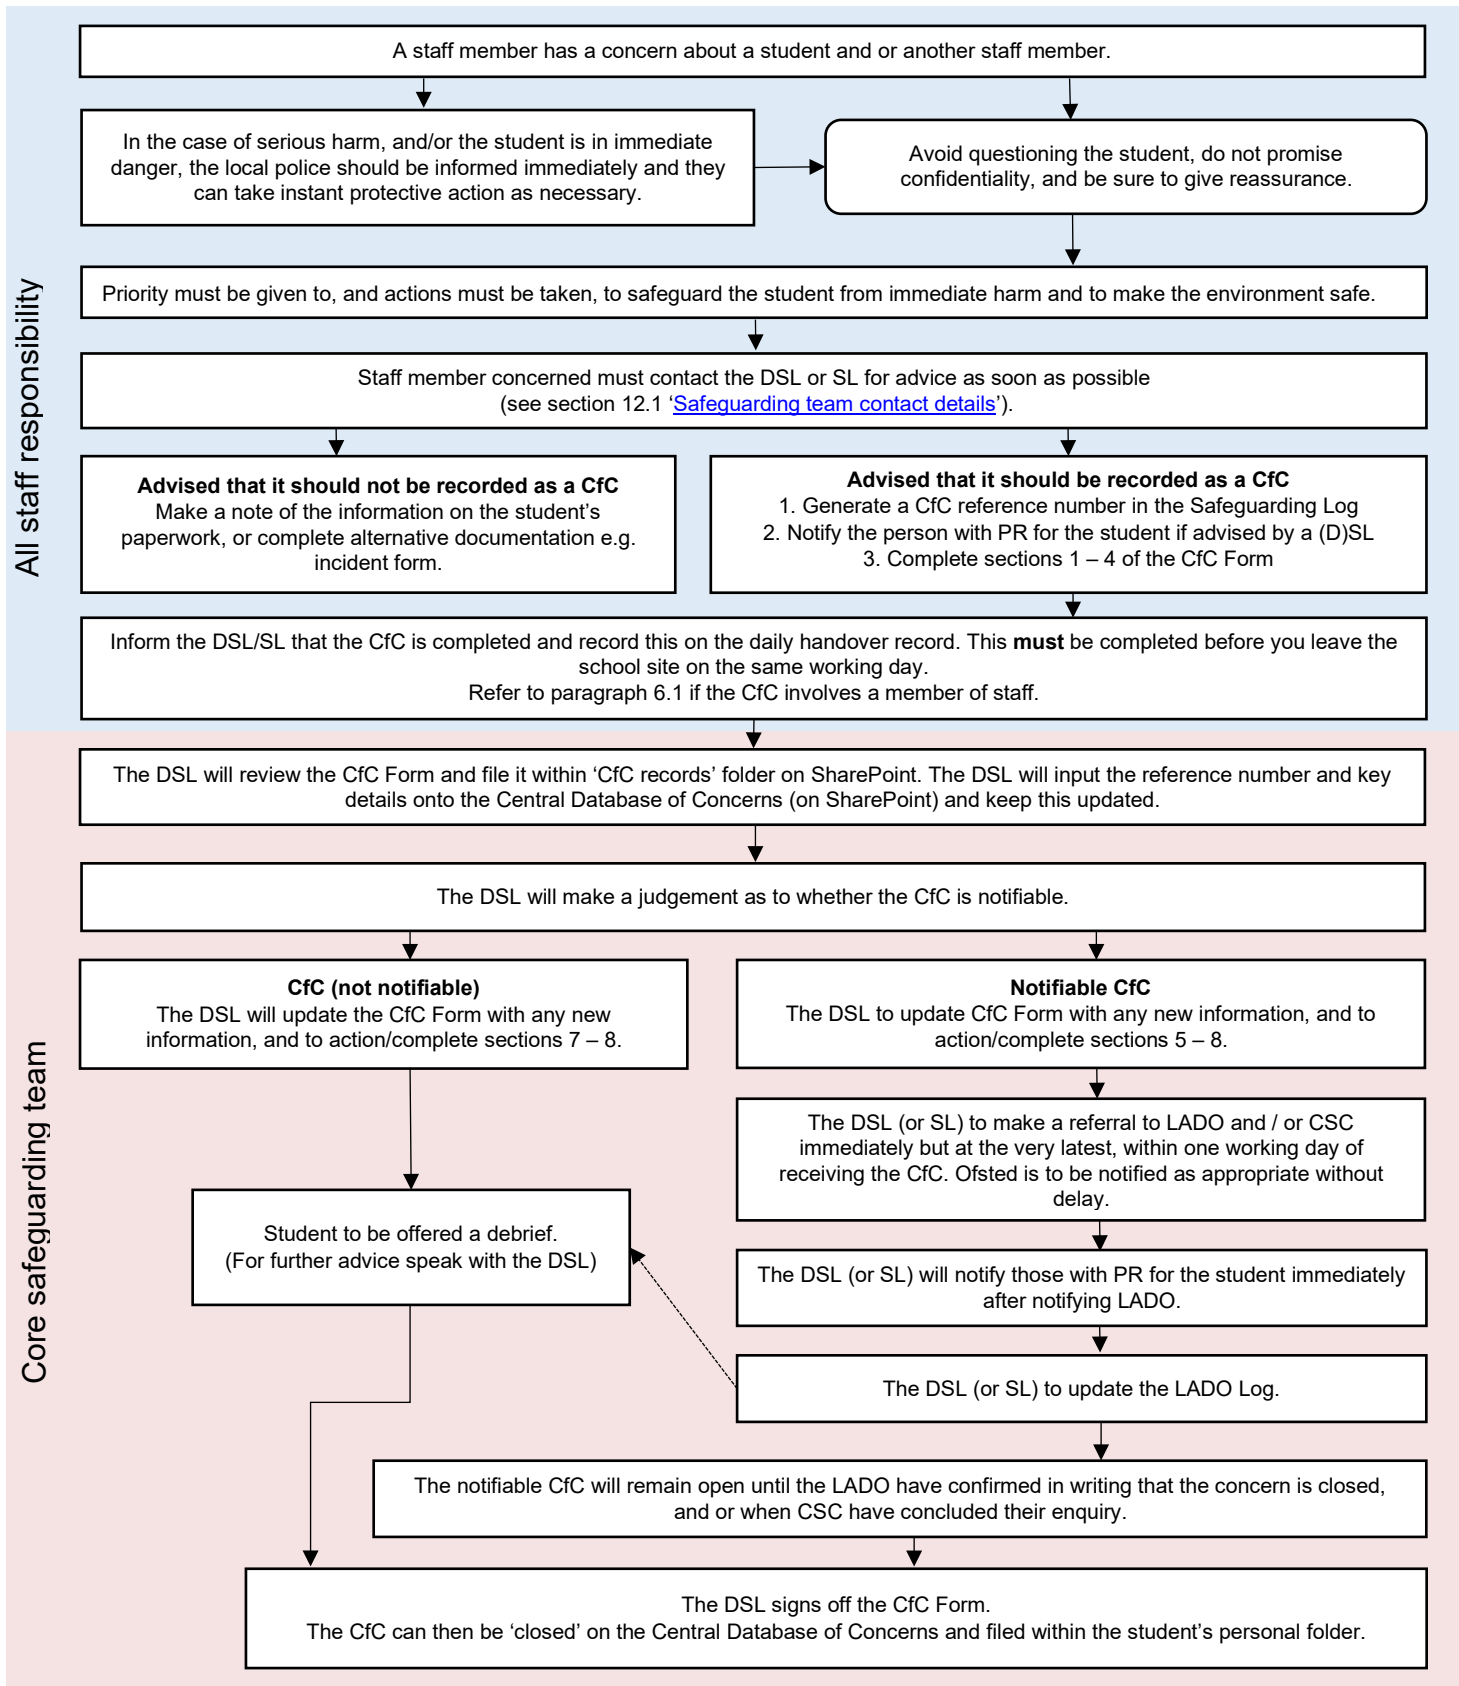 A staff member has a concern about a student and or another staff member.
In the case of serious harm, and/or the student is in immediate
danger, the local police should be informed immediately and they
can take instant protective action as necessary.
Avoid questioning the student, do not promise
confidentiality, and be sure to give reassurance.
Priority must be given to, and actions must be taken, to safeguard the student from immediate harm and to make the environment safe.
Staff member concerned must contact the DSL or SL for advice as soon as possible
(see section 12.1 ‘Safeguarding team contact details’).
All staff responsibility
Advised that it should not be recorded as a CfC
Make a note of the information on the student’s
paperwork, or complete alternative documentation e.g.
incident form.
Advised that it should be recorded as a CfC
1. Generate a CfC reference number in the Safeguarding Log
2. Notify the person with PR for the student if advised by a (D)SL
3. Complete sections 1 – 4 of the CfC Form
Inform the DSL/SL that the CfC is completed and record this on the daily handover record. This must be completed before you leave the
school site on the same working day.
Refer to paragraph 6.1 if the CfC involves a member of staff.
The DSL will review the CfC Form and file it within ‘CfC records’ folder on SharePoint. The DSL will input the reference number and key
details onto the Central Database of Concerns (on SharePoint) and keep this updated.
The DSL will make a judgement as to whether the CfC is notifiable.
CfC (not notifiable)
The DSL will update the CfC Form with any new
information, and to action/complete sections 7 – 8.
Notifiable CfC
The DSL to update CfC Form with any new information, and to
action/complete sections 5 – 8.
The DSL (or SL) to make a referral to LADO and / or CSC
immediately but at the very latest, within one working day of
receiving the CfC. Ofsted is to be notified as appropriate without
delay.
Core safeguarding team
Student to be offered a debrief.
(For further advice speak with the DSL)
The DSL (or SL) will notify those with PR for the student immediately
after notifying LADO.
The DSL (or SL) to update the LADO Log.
The notifiable CfC will remain open until the LADO have confirmed in writing that the concern is closed,
and or when CSC have concluded their enquiry.
The DSL signs off the CfC Form.
The CfC can then be ‘closed’ on the Central Database of Concerns and filed within the student’s personal folder.